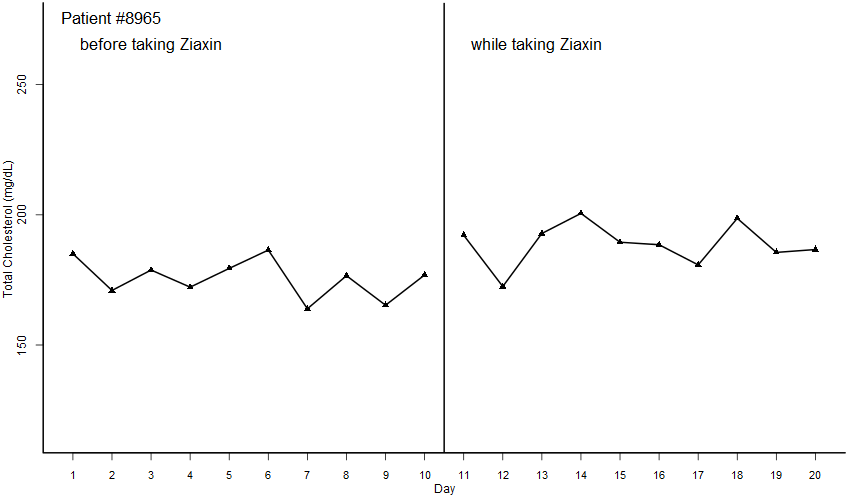 Patient #8965
before taking Ziaxin
while taking Ziaxin
Total Cholesterol (mg/dL)
250
200
150
1 2 3 4 5 6 7 8 9 10 11 12 13 14 15 16 17 18 19 20
Day